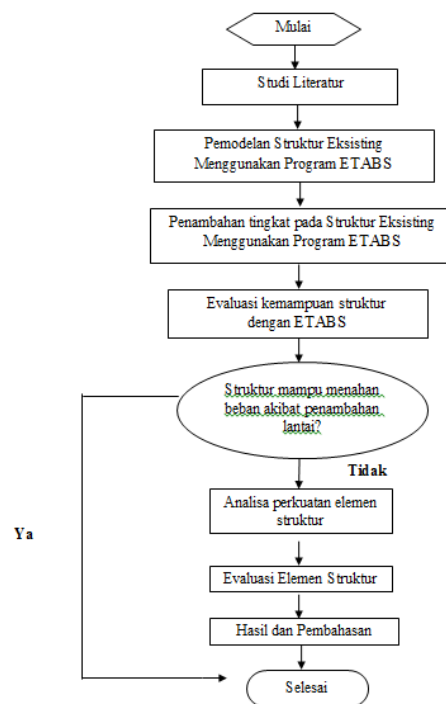 Mulai
Studi Literatur
Pemodelan Struktur Eksisting
Menggunakan Program ETABS
Penambahan tingkat pada Struktur Eksisting
Menggunakan Program ETABS
Evaluasi kemampuan struktur
dengan ETABS
Struktur mampu menahan
beban akibat penambahan
lantai?
Tidak
Analisa perkuatan elemen
struktur
Ya
Evaluasi Elemen Struktur
Hasil dan Pembahasan
Selesai